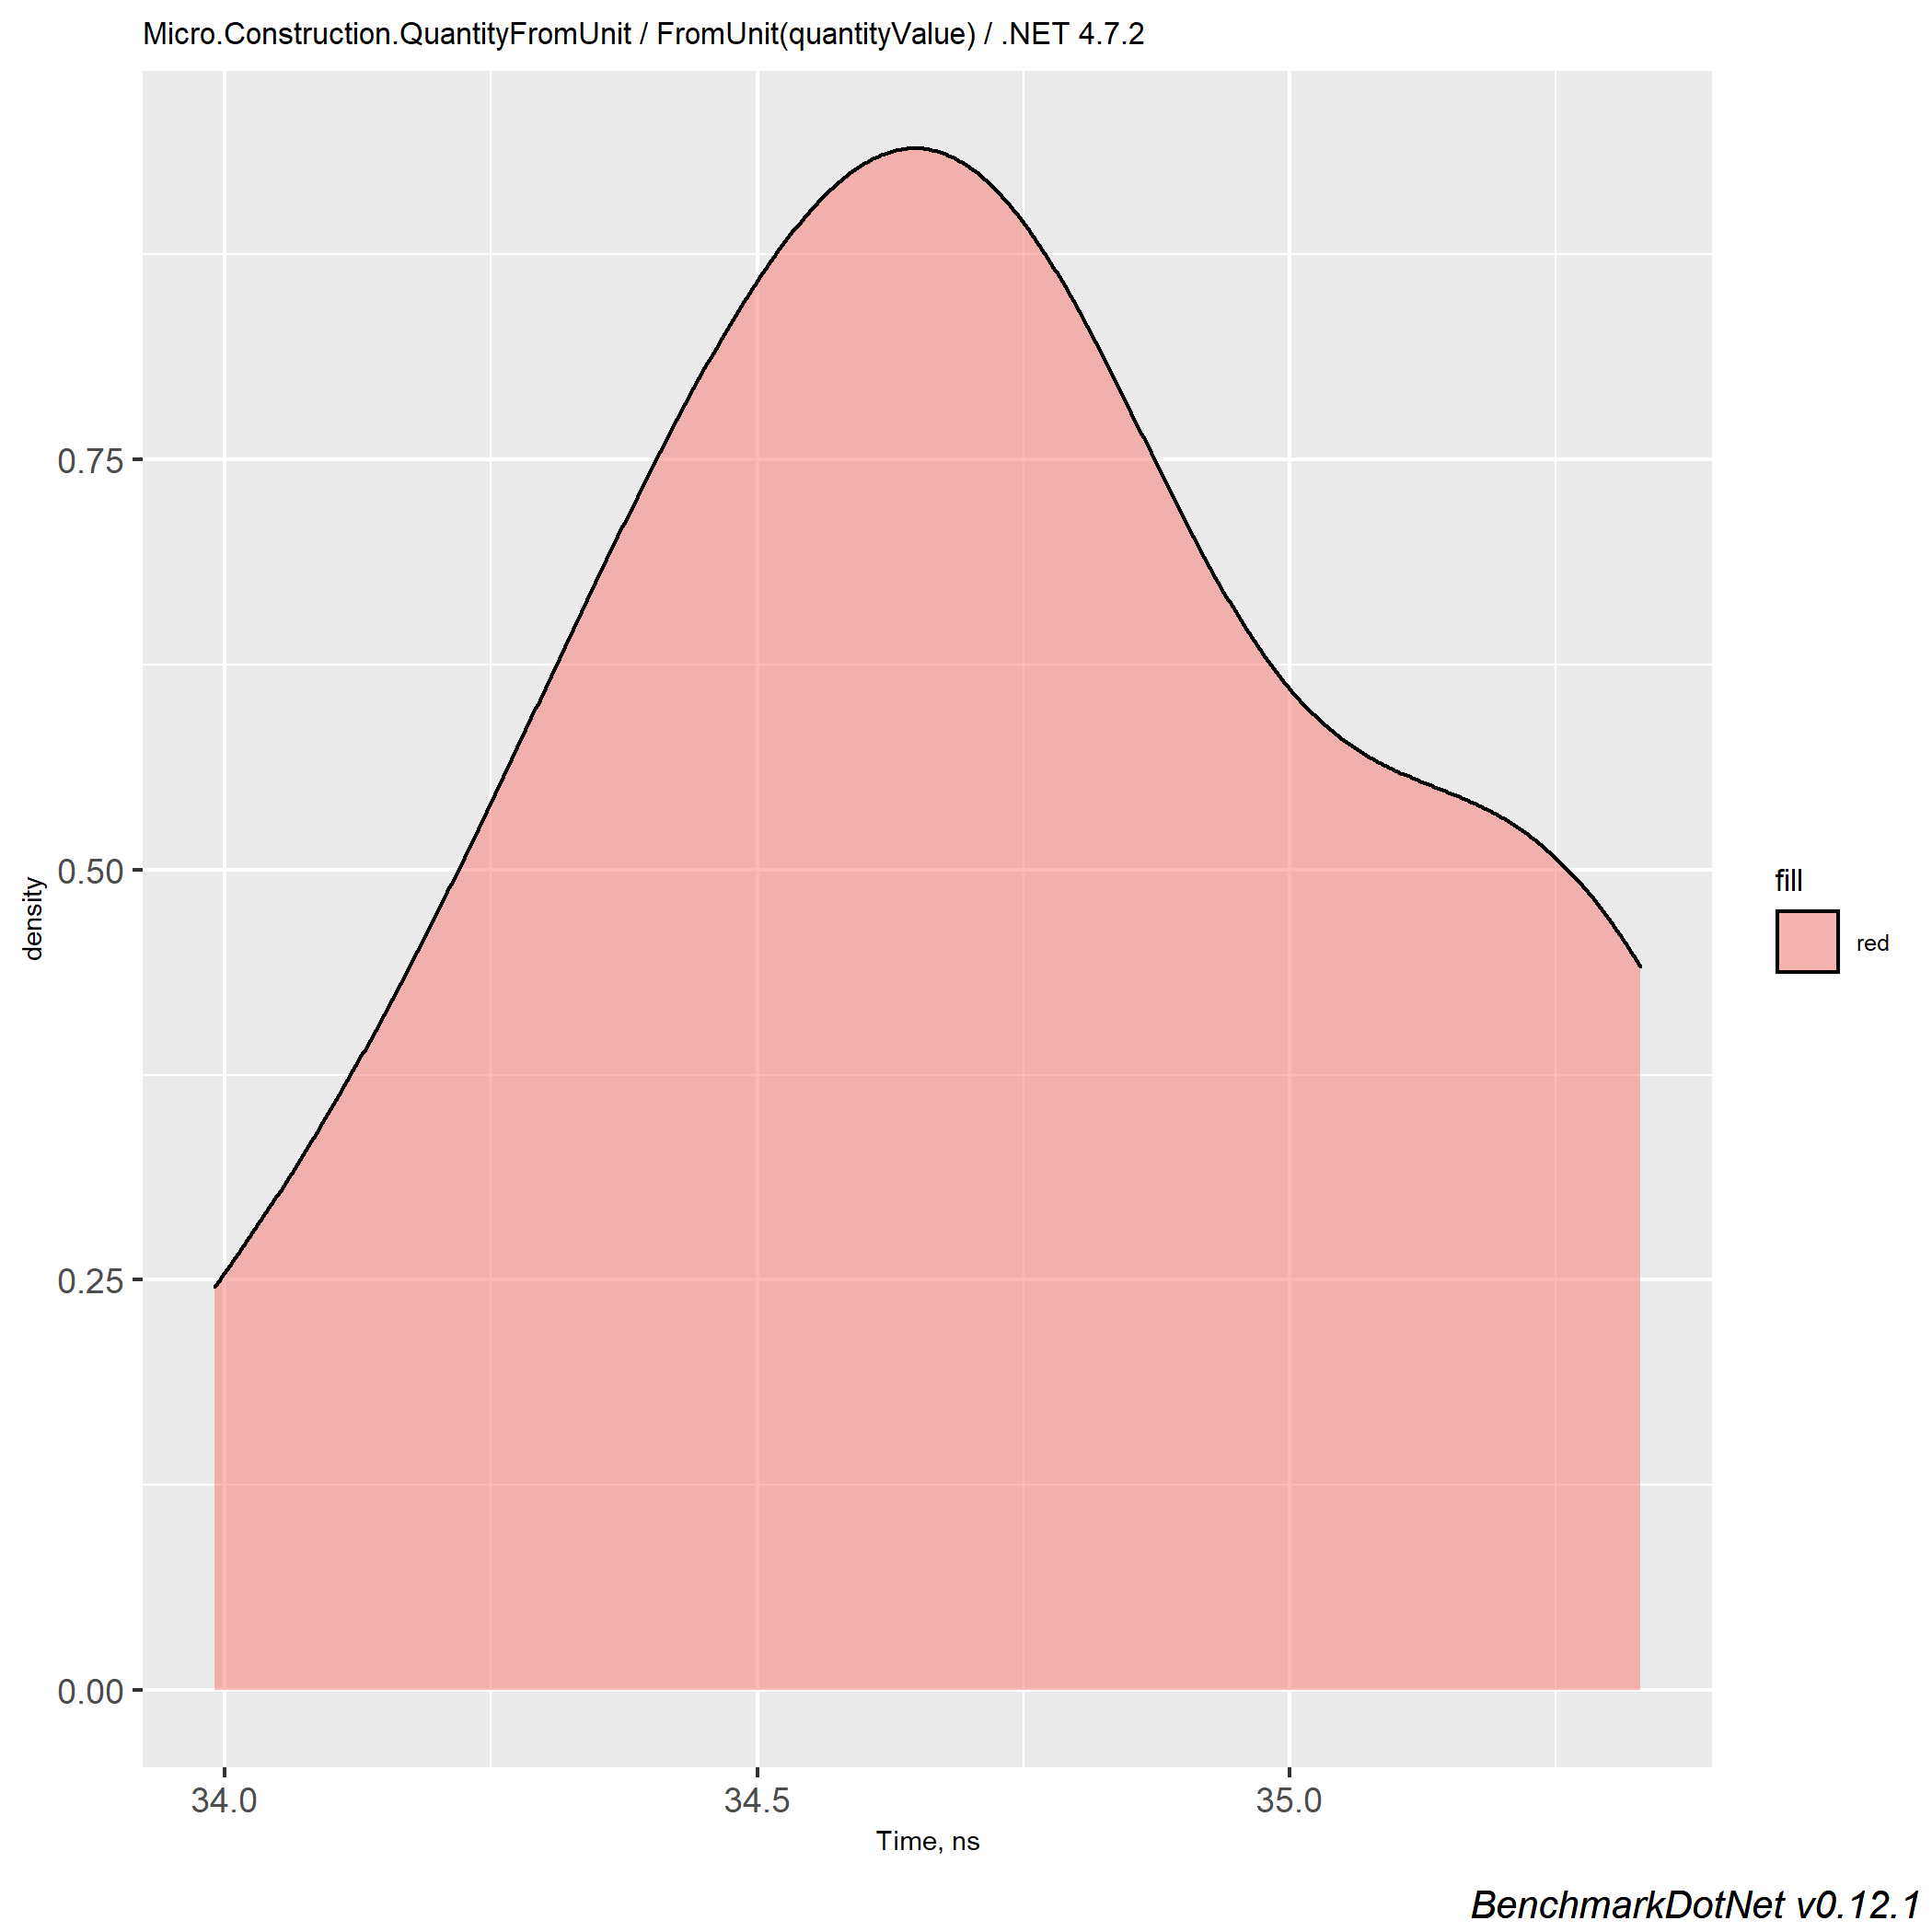 Micro.Construction.QuantityFromUnit / FromUnit(quantityValue) / .NET 4.7.2
0.75
0.50
0.25
0.00
density
34.0 34.5 35.0
Time, ns
fill
red
BenchmarkDotNet v0.12.1